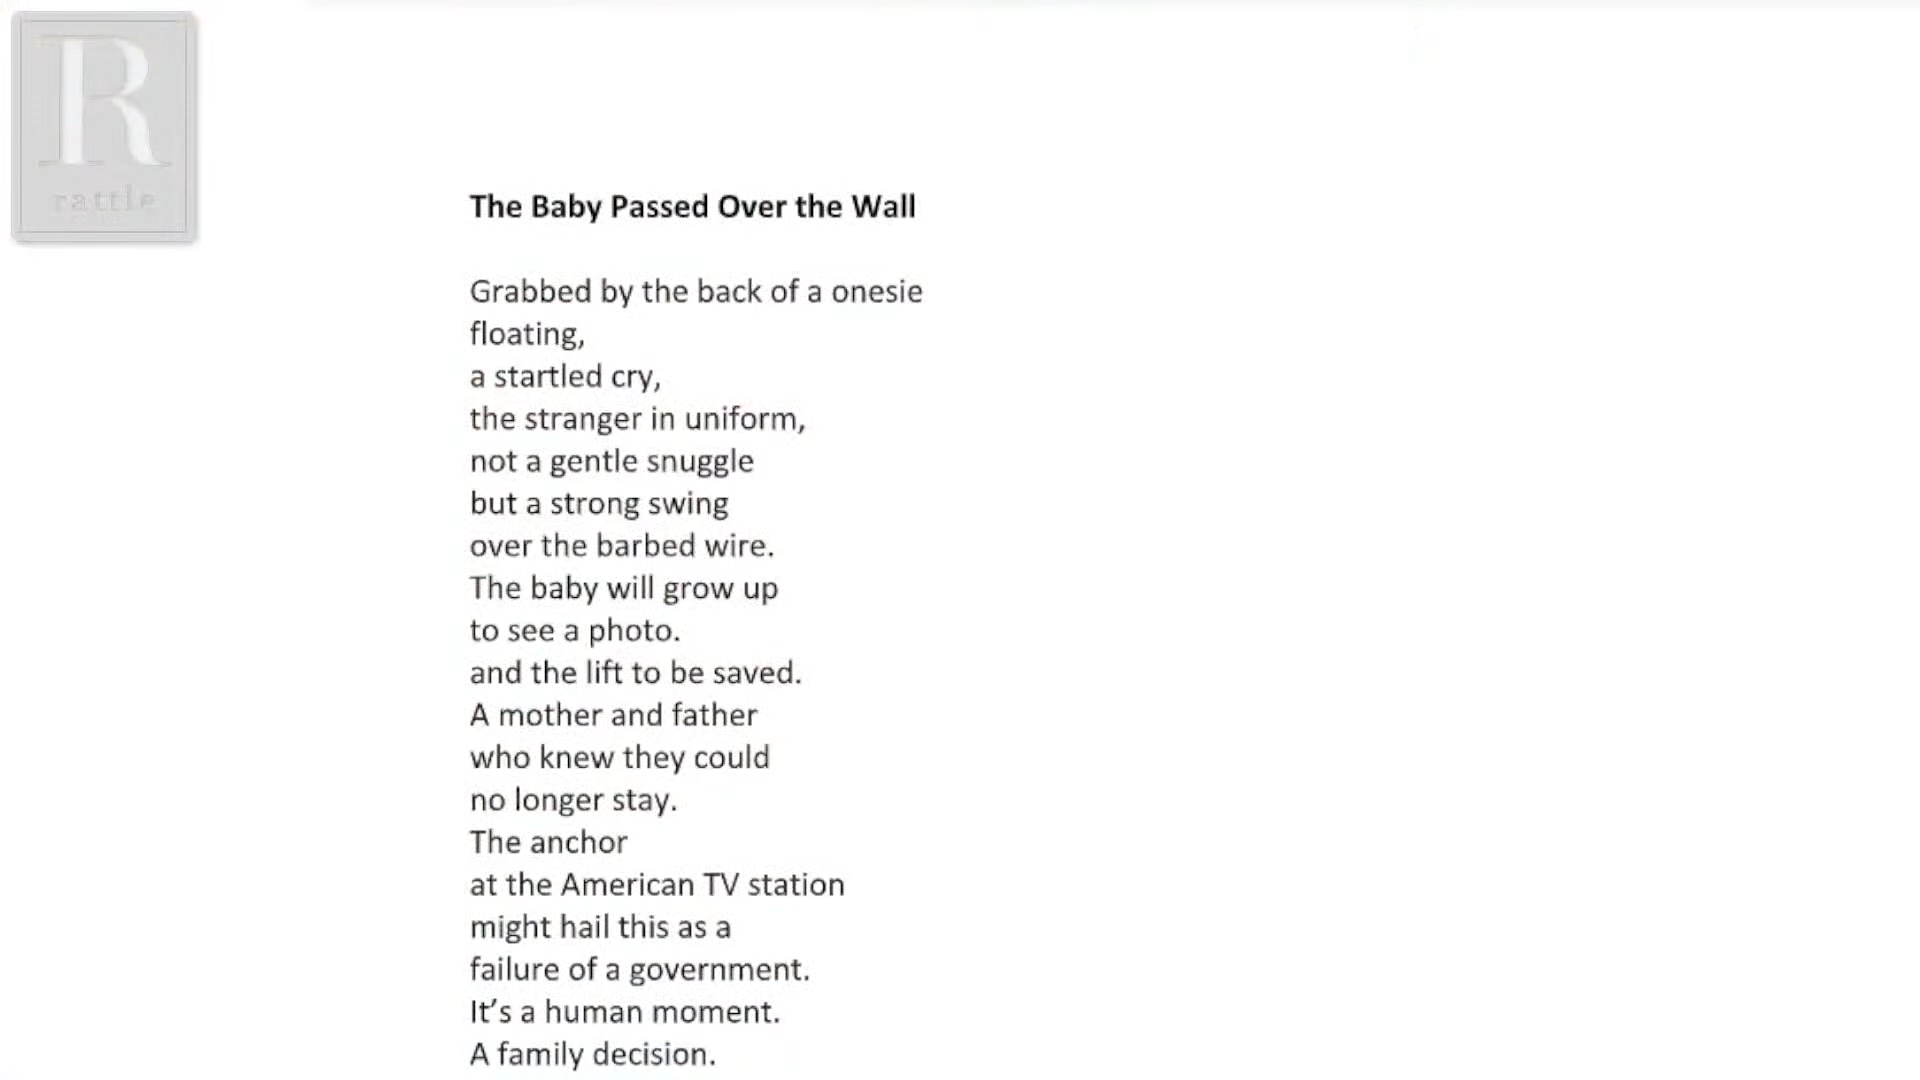 R
rattle
The Baby Passed Over the Wall
Grabbed by the back of a onesie
floating,
a startled cry,
the stranger in uniform,
not a gentle snuggle
but a strong swing
over the barbed wire.
The baby will grow up
to see a photo.
and the lift to be saved.
A mother and father
who knew they could
no longer stay.
The anchor
at the American TV station
might hail this as a
failure of a government.
It’s a human moment.
A family decision.